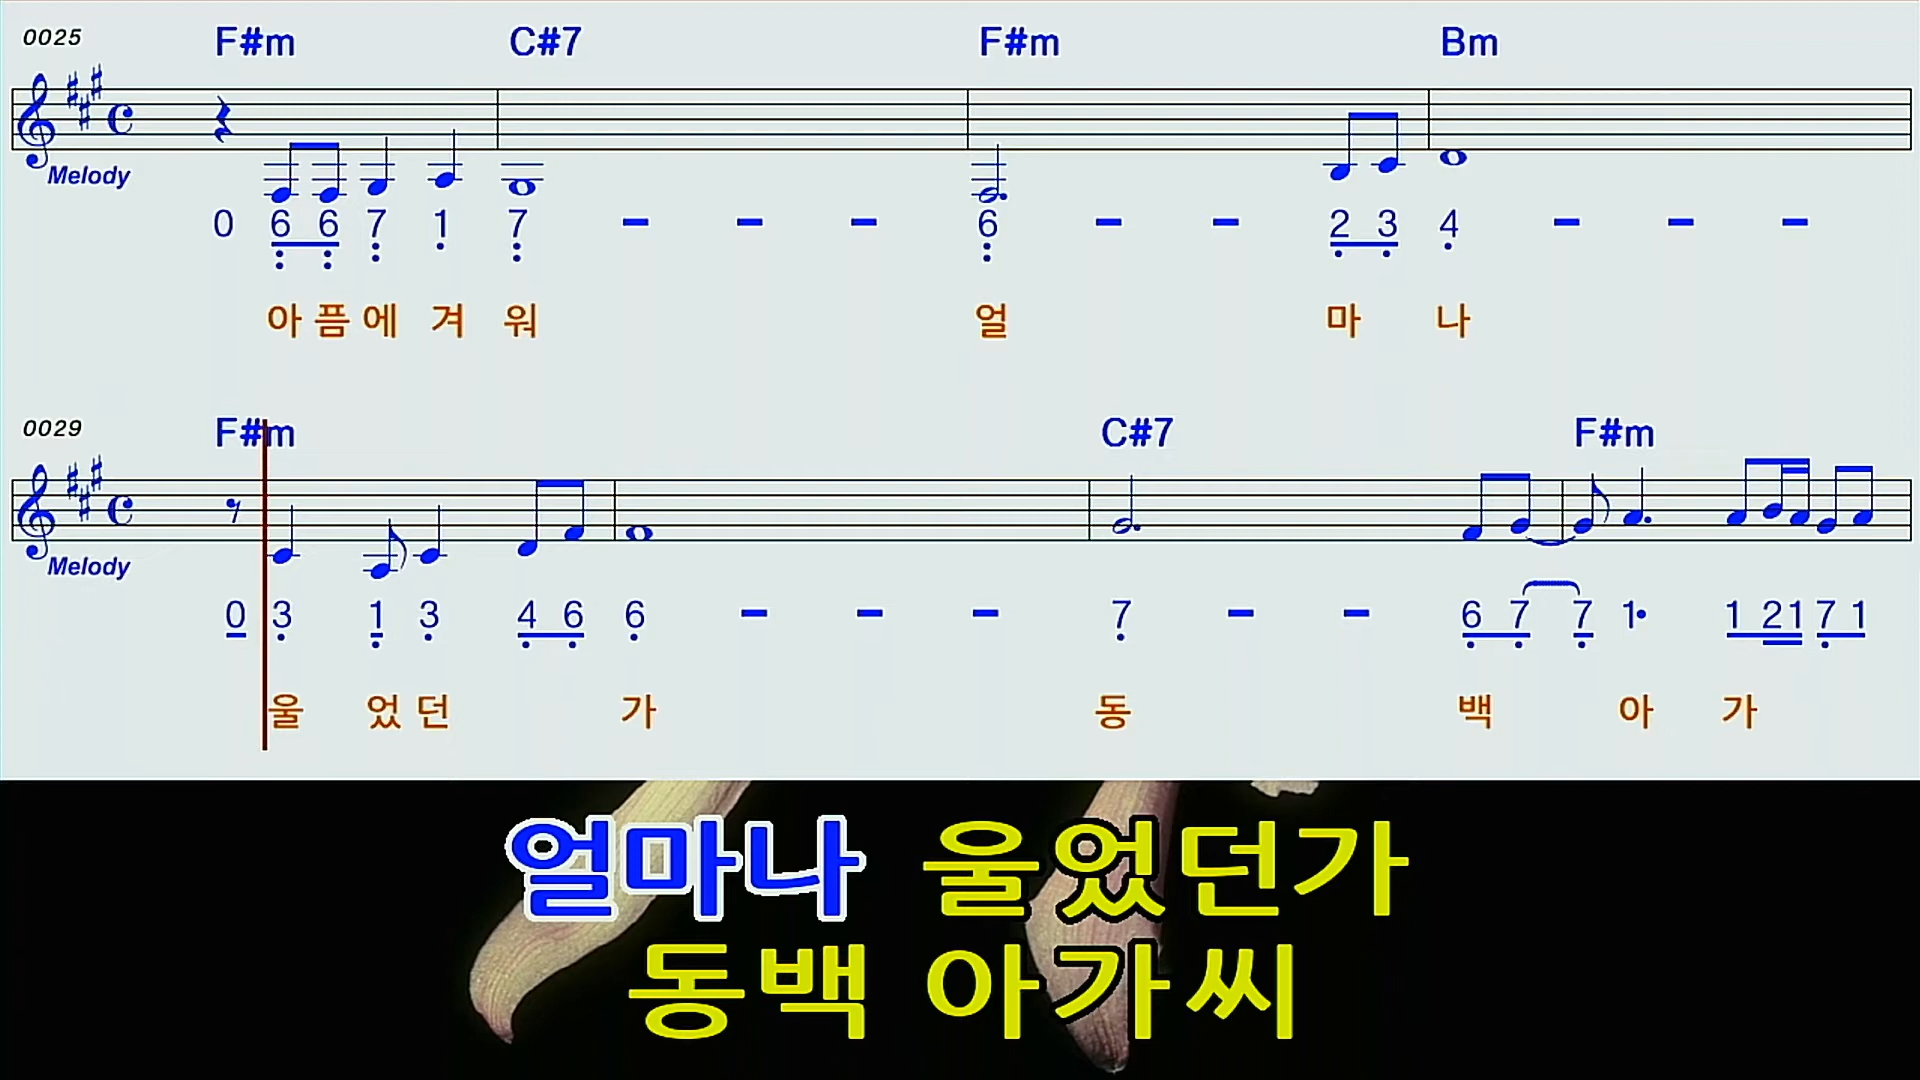 0025 F#m C#7 F#m Bm
Melody
0 6 6 7 1 7 - - - 6 - - 2 3 4 - - -
아 픔 에 겨 워 얼 마 나
0029 F#m C#7 F#m
Melody
0 3 1 3 4 6 6 - - - 7 - - 6 7 7 1• 1 2 1 7 1
울 었 던 가 동 백 아 가
얼마나 울었던가
동백 아가씨